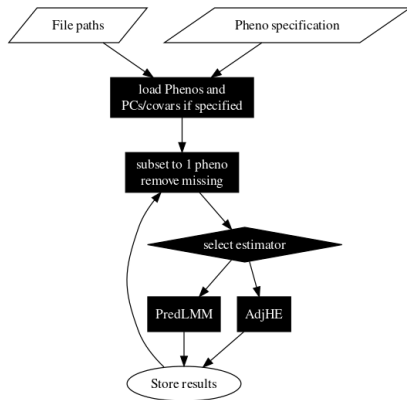 File paths
Pheno specification
load Phenos and
PCs/covars if specified
subset to 1 pheno
remove missing
select estimator
PredLMM
AdjHE
Store results